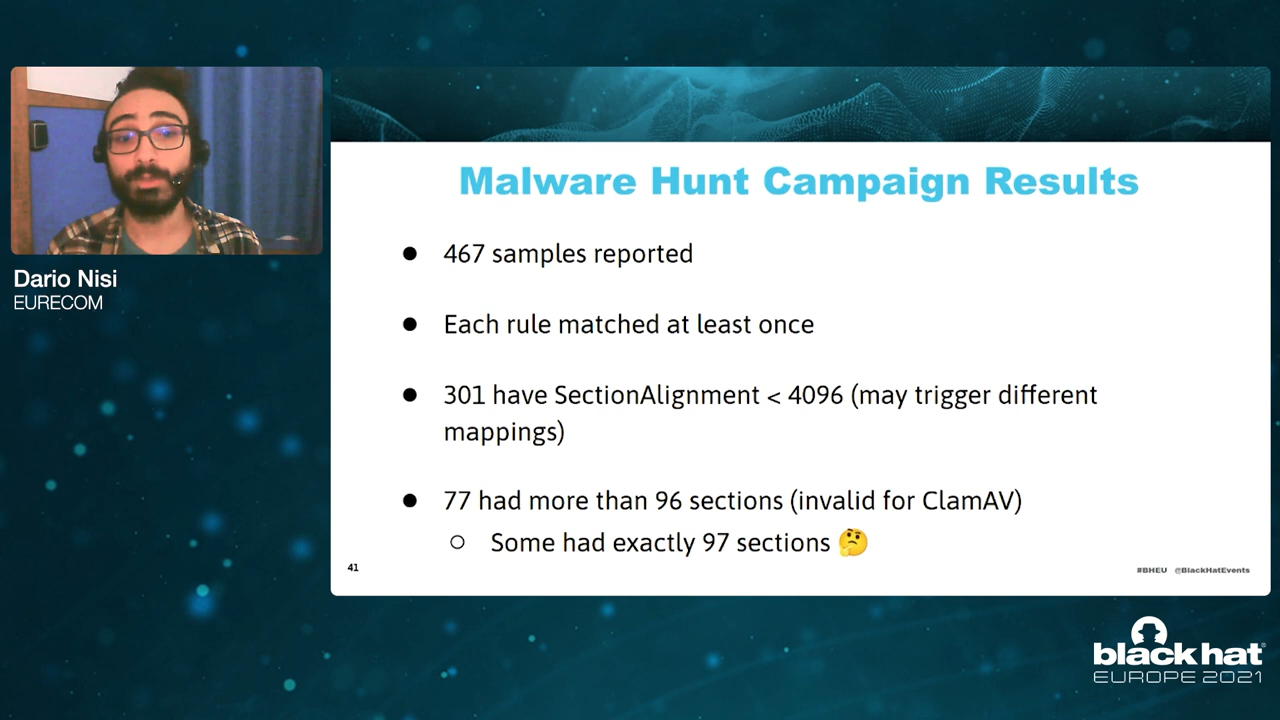 Malware Hunt Campaign Results
● 467 samples reported
● Each rule matched at least once
● 301 have SectionAlignment < 4096 (may trigger different
mappings)
● 77 had more than 96 sections (invalid for ClamAV)
○ Some had exactly 97 sections 🤔
41
#BHEU @BlackHatEvents
Dario Nisi
EURECOM
black hat®
EUROPE 2021